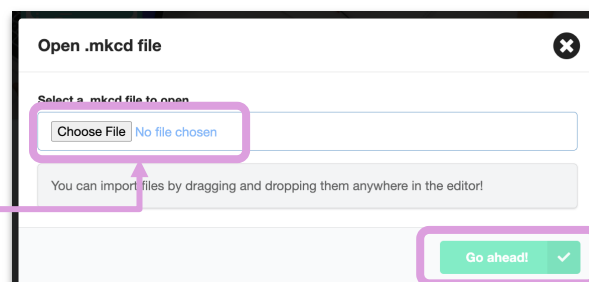 Open .mkcd file
Select a .mkcd file to open
Choose File No file chosen
You can import files by dragging and dropping them anywhere in the editor!
Go ahead!